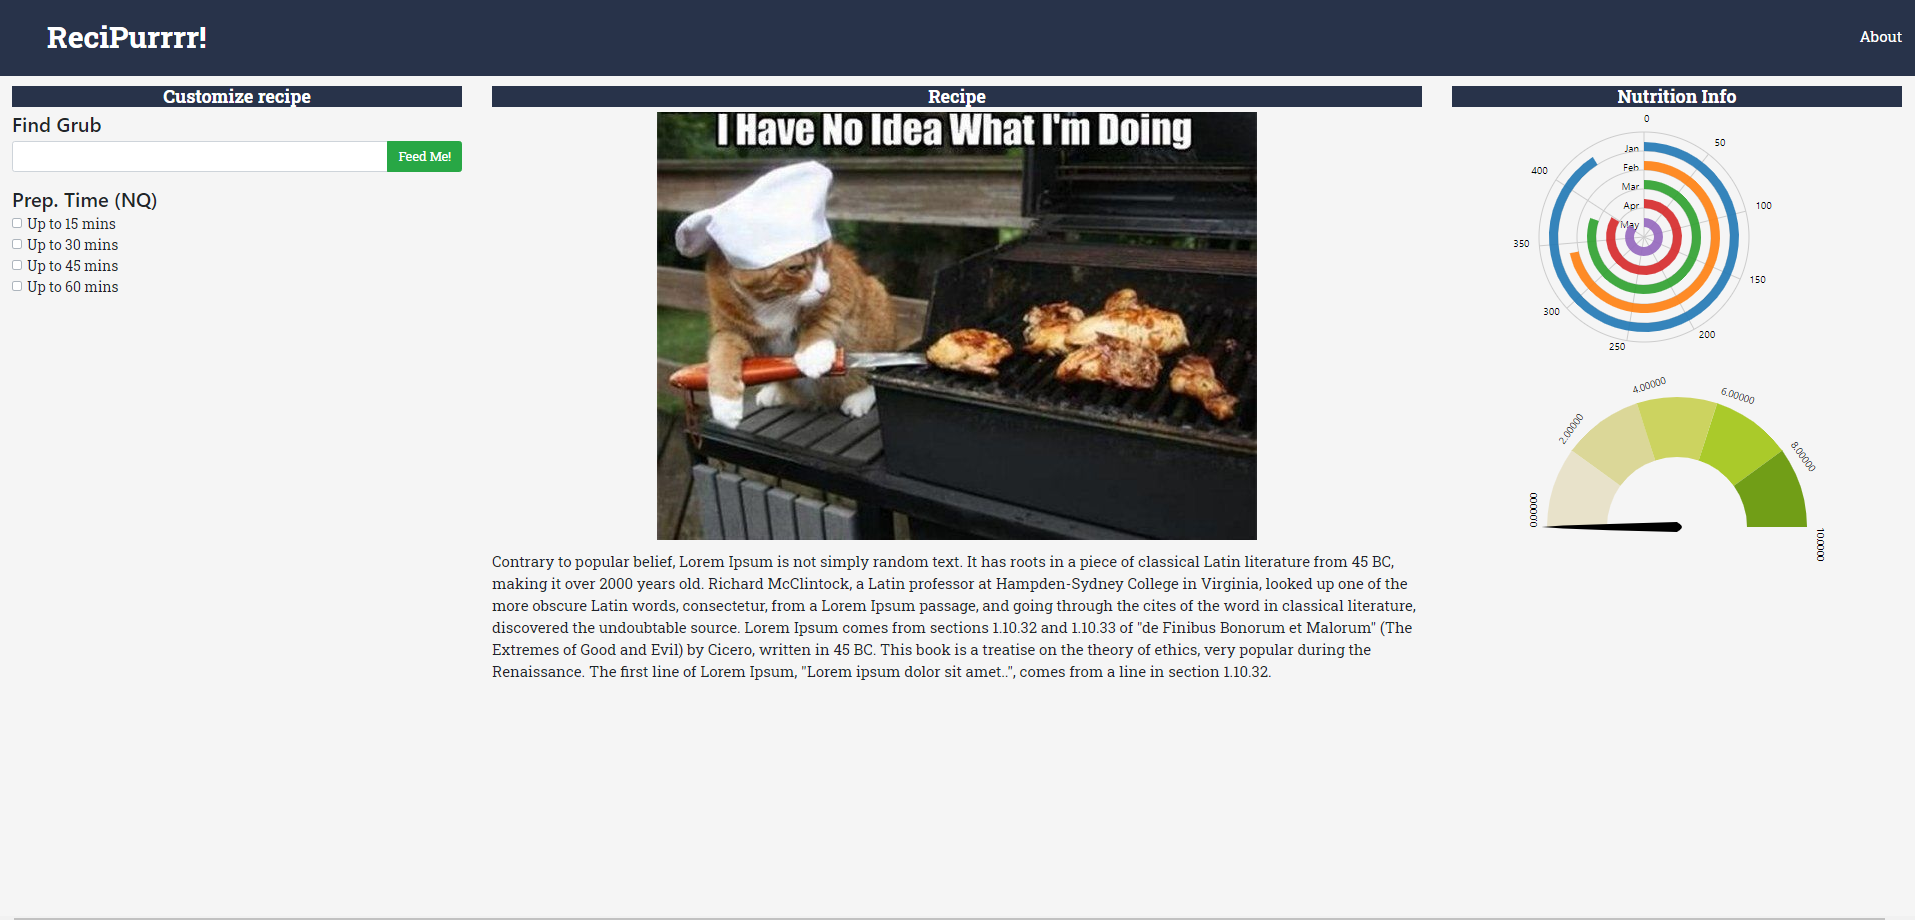 ReciPurrrr!
About
Customize recipe
Find Grub
Feed Me!
Prep. Time (NQ)
Up to 15 mins
Up to 30 mins
Up to 45 mins
Up to 60 mins
Recipe
I Have No Idea What I'm Doing
Contrary to popular belief, Lorem Ipsum is not simply random text. It has roots in a piece of classical Latin literature from 45 BC,
making it over 2000 years old. Richard McClintock, a Latin professor at Hampden-Sydney College in Virginia, looked up one of the
more obscure Latin words, consectetur, from a Lorem Ipsum passage, and going through the cites of the word in classical literature,
discovered the undoubtable source. Lorem Ipsum comes from sections 1.10.32 and 1.10.33 of "de Finibus Bonorum et Malorum" (The
Extremes of Good and Evil) by Cicero, written in 45 BC. This book is a treatise on the theory of ethics, very popular during the
Renaissance. The first line of Lorem Ipsum, "Lorem ipsum dolor sit amet..", comes from a line in section 1.10.32.
Nutrition Info
0
50
100
150
200
250
300
350
400
Jan
Feb
Mar
Apr
May
0.00000
2.00000
4.00000
6.00000
8.00000
10.0000